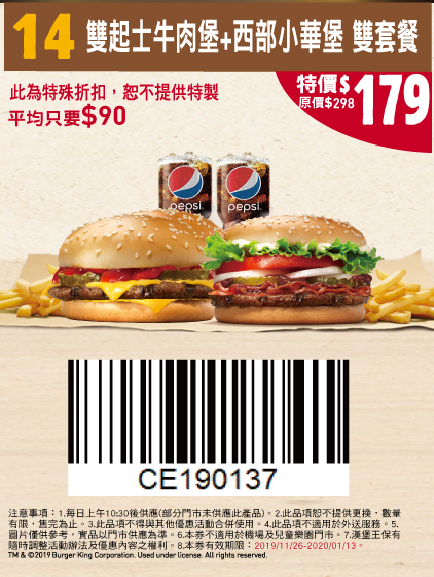 14 雙起士牛肉堡+西部小華堡 雙套餐
此為特殊折扣，恕不提供特製
平均只要$90
特價$179
原價$298
pepsi. pepsi.
CE190137
注意事項：1.每日上午10:30後供應(部分門市未供應此產品)。2.此品項恕不提供更換，數量
有限，售完為止。3.此品項不得與其他優惠活動合併使用。4.此品項不適用於外送服務。5.
圖片僅供參考，實品以門市供應為準。6.本券不適用於機場及兒童樂園門市。7.漢堡王保有
隨時調整活動辦法及優惠內容之權利。8.本券有效期限：2019/11/26-2020/01/13。
TM & ©2019 Burger King Corporation. Used under license. All rights reserved.